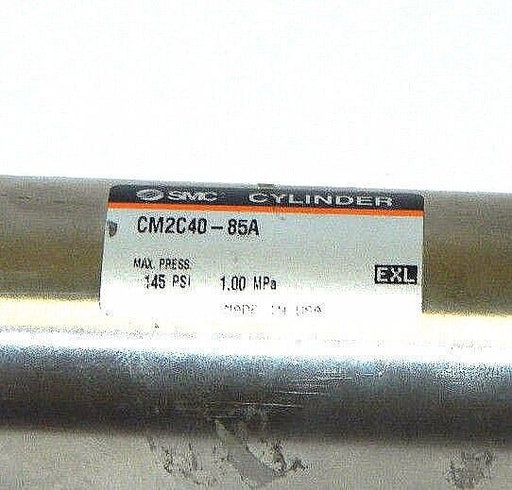 SMC CYLINDER
CM2C40-85A
MAX. PRESS.
145 PSI 1.00 MPa
EXL
MADE IN USA